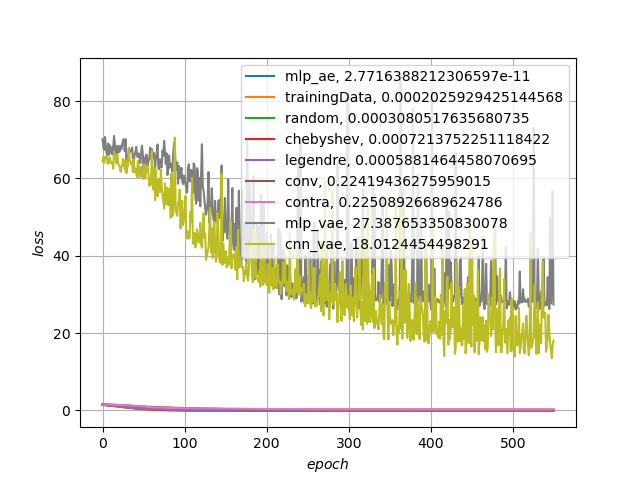 mlp_ae, 2.7716388212306597e-11
trainingData, 0.0002025929425144568
random, 0.0003080517635680735
chebyshev, 0.0007213752251118422
legendre, 0.0005881464458070695
conv, 0.22419436275959015
contra, 0.22508926689624786
mlp_vae, 27.387653350830078
cnn_vae, 18.0124454498291
80
60
40
20
0
loss
0 100 200 300 400 500
epoch